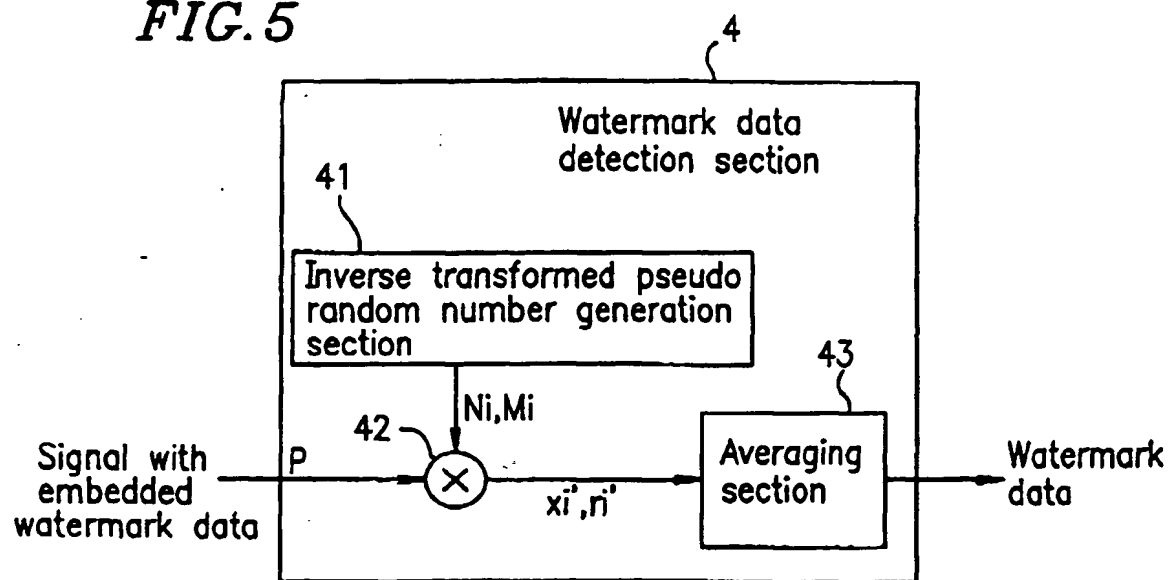 FIG. 5
4
Watermark data
detection section
41
Inverse transformed pseudo
random number generation
section
43
Ni,Mi
42
Signal with
embedded
watermark data
P
×
xi',ri'
Averaging
section
Watermark
data